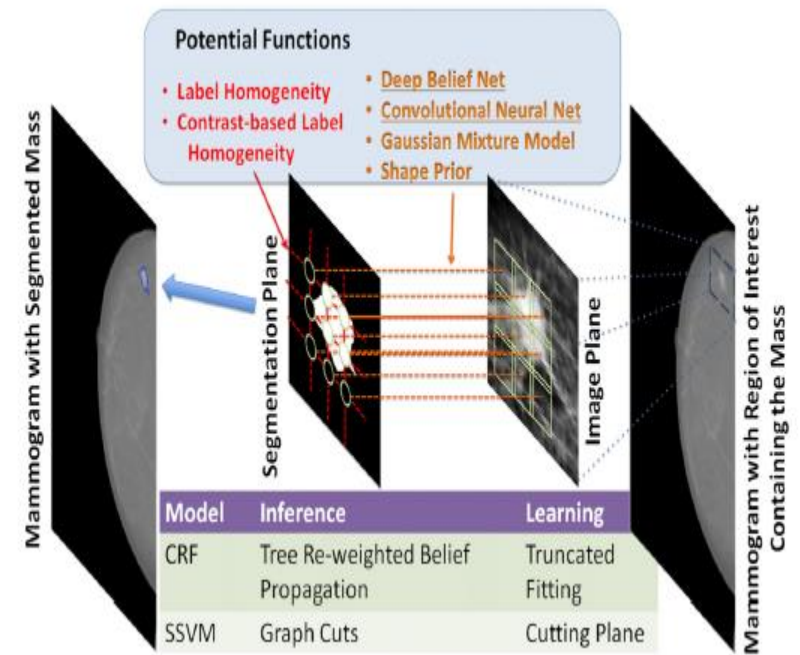 Potential Functions
• Label Homogeneity
• Contrast-based Label
Homogeneity
• Deep Belief Net
• Convolutional Neural Net
• Gaussian Mixture Model
• Shape Prior
Mammogram with Segmented Mass
Segmentation Plane
Image Plane
Mammogram with Region of Interest
Containing the Mass
Model Inference Learning
CRF Tree Re-weighted Belief Truncated
Propagation Fitting
SSVM Graph Cuts Cutting Plane